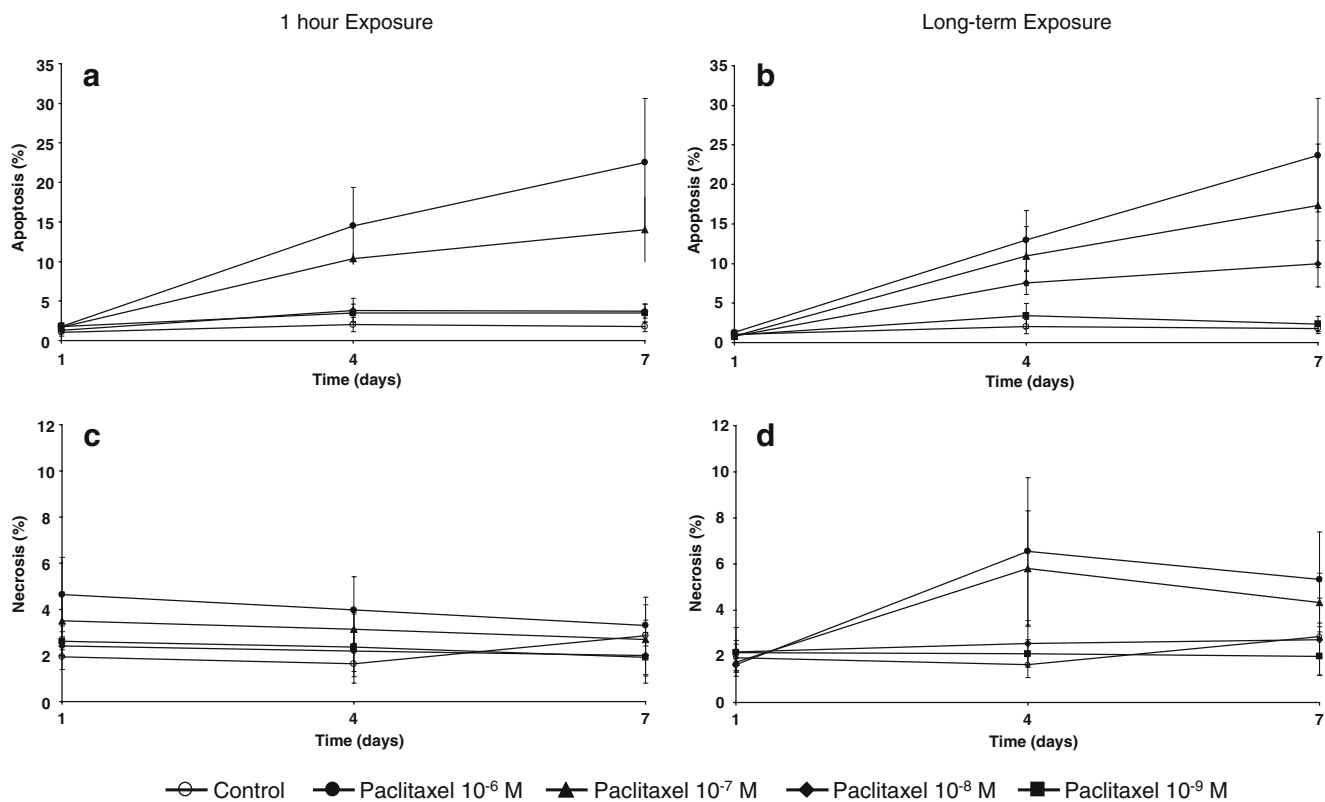 1 hour Exposure
Long-term Exposure
a
35
30
25
20
15
10
5
0
Apoptosis (%)
1
4
7
Time (days)
b
35
30
25
20
15
10
5
0
Apoptosis (%)
1
4
7
Time (days)
c
12
10
8
6
4
2
0
Necrosis (%)
1
4
7
Time (days)
d
12
10
8
6
4
2
0
Necrosis (%)
1
4
7
Time (days)
Control
Paclitaxel 10⁻⁶ M
Paclitaxel 10⁻⁷ M
Paclitaxel 10⁻⁸ M
Paclitaxel 10⁻⁹ M